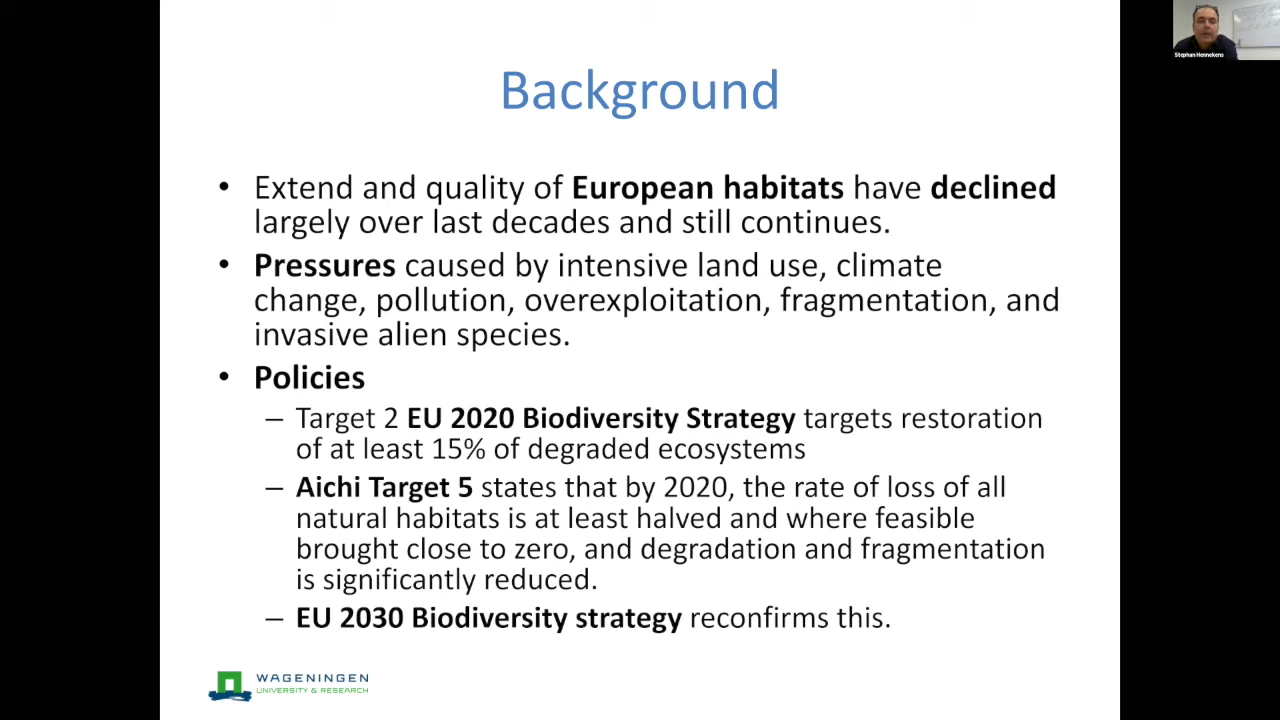 Stephan Hennekens
Background
• Extend and quality of European habitats have declined
largely over last decades and still continues.
• Pressures caused by intensive land use, climate
change, pollution, overexploitation, fragmentation, and
invasive alien species.
• Policies
– Target 2 EU 2020 Biodiversity Strategy targets restoration
of at least 15% of degraded ecosystems
– Aichi Target 5 states that by 2020, the rate of loss of all
natural habitats is at least halved and where feasible
brought close to zero, and degradation and fragmentation
is significantly reduced.
– EU 2030 Biodiversity strategy reconfirms this.
WAGENINGEN
UNIVERSITY & RESEARCH